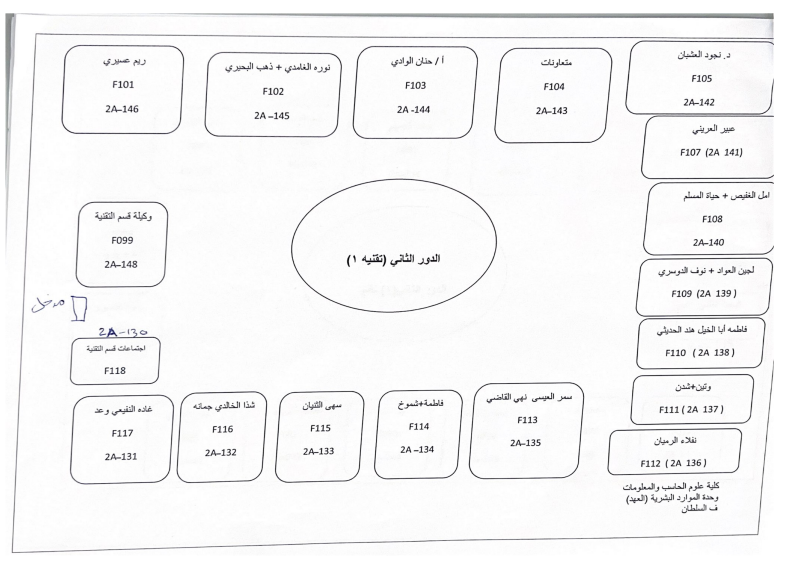 ريم عسيري
F101
2A–146
نوره الغامدي + ذهب البحيري
F102
2A –145
أ / حنان الوادي
F103
2A -144
متعاونات
F104
2A–143
د. نجود العشبان
F105
2A–142
عبير العريني
F107 (2A 141)
امل الغفيص + حياة المسلم
F108
2A–140
لجين العواد + نوف الدوسري
F109 (2A 139 )
فاطمه أبا الخيل هند الحديثي
F110 ( 2A 138 )
وتين+شدن
F111 ( 2A 137 )
نفلاء الرميان
F112 ( 2A 136 )
وكيلة قسم التقنية
F099
2A–148
الدور الثاني (تقنيه ١)
مدخل
2A-130
اجتماعات قسم التقنية
F118
غاده النفيعي وعد
F117
2A–131
شذا الخالدي جمانه
F116
2A–132
سهى الثنيان
F115
2A–133
فاطمة+شموخ
F114
2A –134
سمر العيسى نهي القاضي
F113
2A–135
كلية علوم الحاسب والمعلومات
وحدة الموارد البشرية (العهد)
ف السلطان